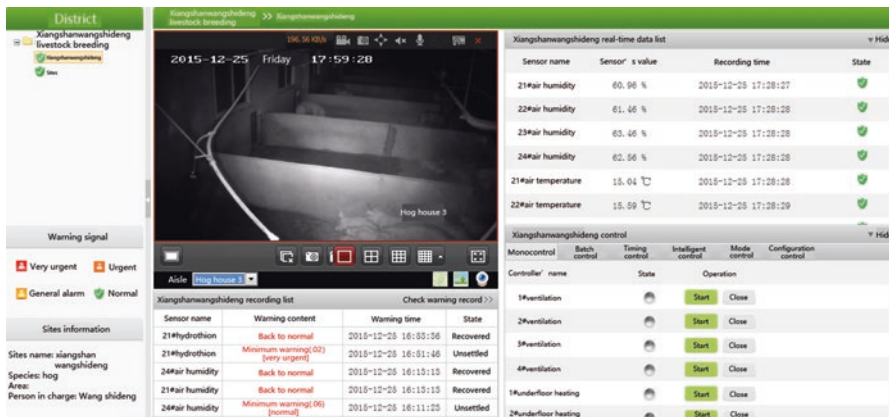 District
Xiangshanwangshideng
livestock breeding
Xiangshanwangshideng
Sites
Warning signal
Very urgent
Urgent
General alarm
Normal
Sites information
Sites name: xiangshan
wangshideng
Species: hog
Area:
Person in charge: Wang shideng
Xiangshanwangshideng
livestock breeding
>> Xiangshanwangshideng
196.56 KB/s
2015-12-25 Friday 17:59:28
Hog house 3
Aisle Hog house 3
Xiangshanwangshideng recording list Check warning record>>
Sensor name Warning content Warning time State
21#hydrothion Back to normal 2015-12-25 16:53:36 Recovered
21#hydrothion Minimum warning(.02)
[very urgent] 2015-12-25 16:51:46 Unsettled
24#air humidity Back to normal 2015-12-25 16:13:13 Recovered
21#air humidity Back to normal 2015-12-25 16:13:13 Recovered
24#air humidity Minimum warning(.06)
[normal] 2015-12-25 16:11:23 Unsettled
Xiangshanwangshideng real-time data list Hid
Sensor name Sensor's value Recording time State
21#air humidity 60.96 % 2015-12-25 17:28:27
22#air humidity 61.46 % 2015-12-25 17:28:28
23#air humidity 63.46 % 2015-12-25 17:28:28
24#air humidity 62.56 % 2015-12-25 17:28:28
21#air temperature 15.04 ℃ 2015-12-25 17:28:28
22#air temperature 15.59 ℃ 2015-12-25 17:28:29
Xiangshanwangshideng control Hid
Monocontrol Batch
control Timing
control Intelligent
control Mode
control Configuration
control
Controller' name State Operation
1#ventilation Start Close
2#ventilation Start Close
3#ventilation Start Close
4#ventilation Start Close
1#underfloor heating Start Close
2#underfloor heating Start Close